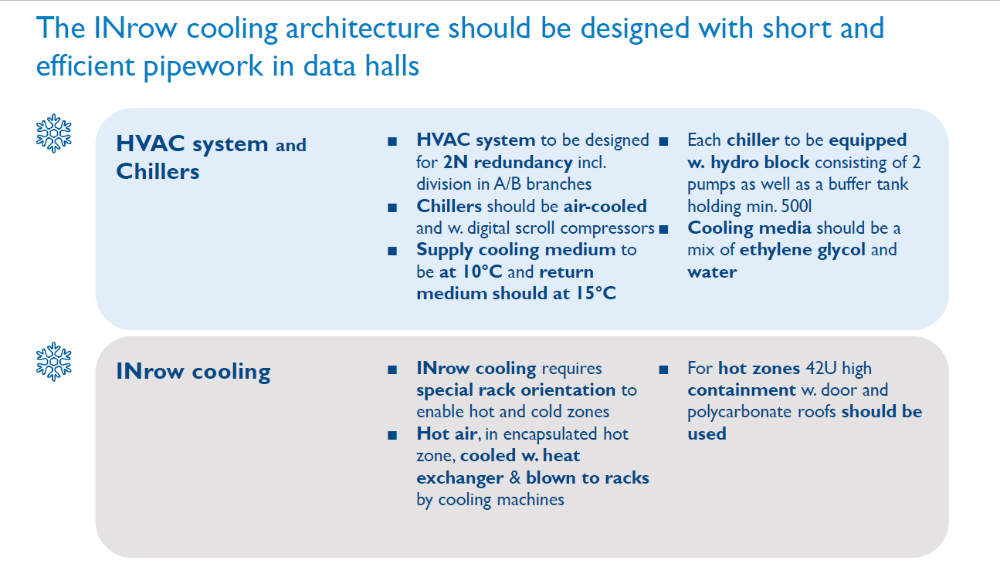 The INrow cooling architecture should be designed with short and
efficient pipework in data halls
HVAC system and
Chillers
■ HVAC system to be designed
for 2N redundancy incl.
division in A/B branches
■ Chillers should be air-cooled
and w. digital scroll compressors
■ Supply cooling medium to
be at 10°C and return
medium should at 15°C
■ Each chiller to be equipped
w. hydro block consisting of 2
pumps as well as a buffer tank
holding min. 500l
■ Cooling media should be a
mix of ethylene glycol and
water
INrow cooling
■ INrow cooling requires
special rack orientation to
enable hot and cold zones
■ Hot air, in encapsulated hot
zone, cooled w. heat
exchanger & blown to racks
by cooling machines
■ For hot zones 42U high
containment w. door and
polycarbonate roofs should be
used